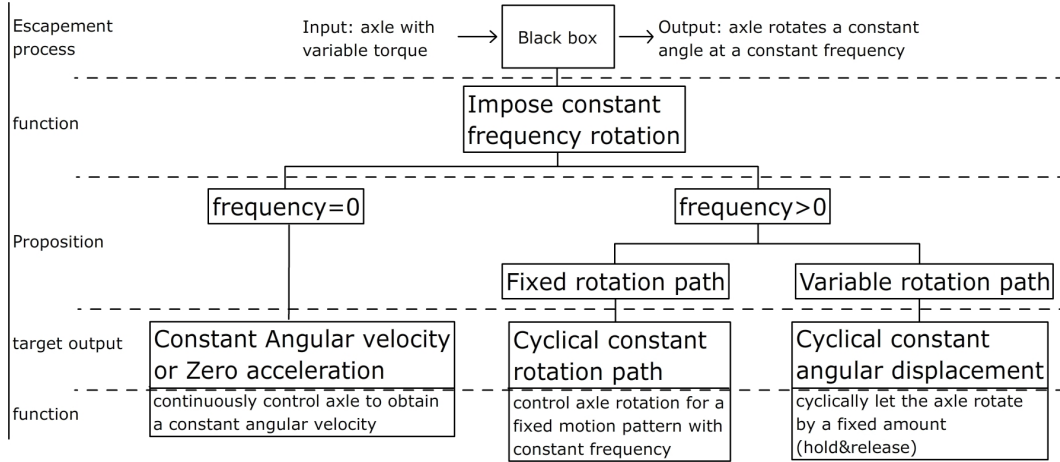 Escapement
process
Input: axle with
variable torque
Black box
Output: axle rotates a constant
angle at a constant frequency
function
Impose constant
frequency rotation
Proposition
frequency=0
frequency>0
Fixed rotation path
Variable rotation path
target output
Constant Angular velocity
or Zero acceleration
Cyclical constant
rotation path
Cyclical constant
angular displacement
function
continuously control axle to obtain
a constant angular velocity
control axle rotation for a
fixed motion pattern with
constant frequency
cyclically let the axle rotate
by a fixed amount
(hold&release)